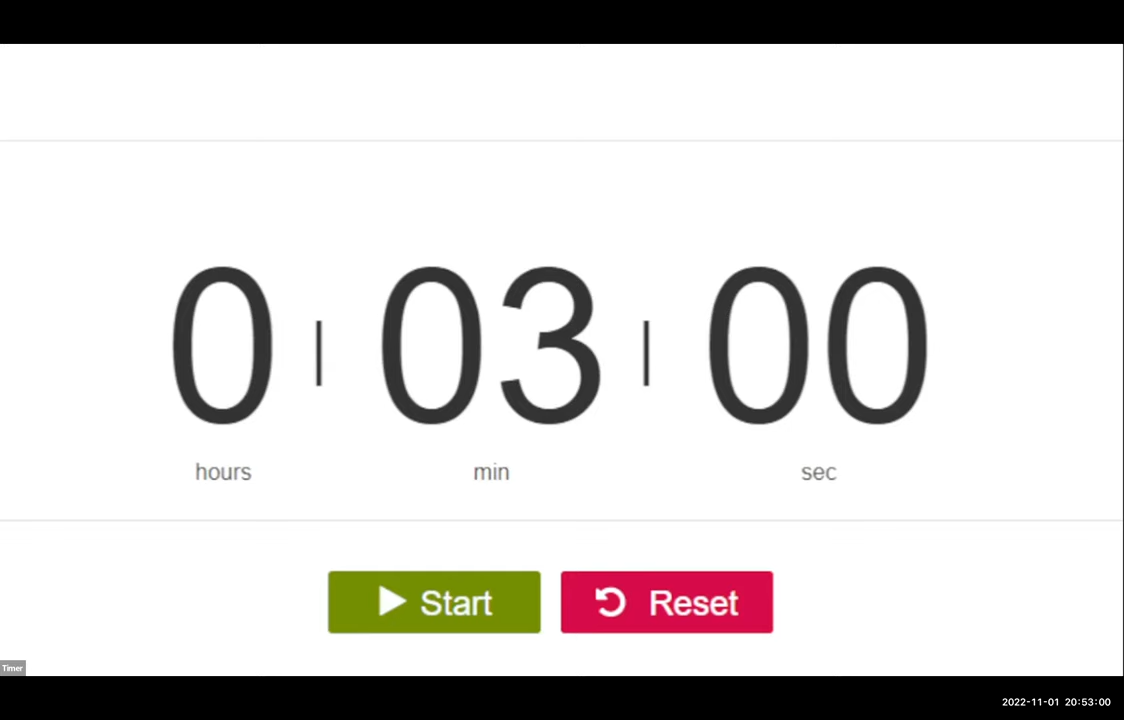 0 03 00
hours min sec
Start Reset
Timer
2022-11-01 20:53:00